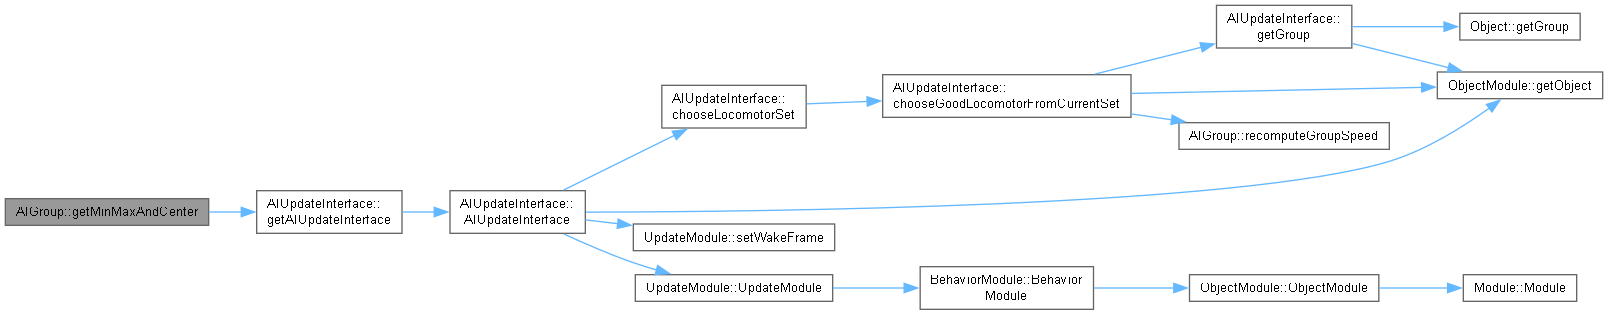 AIGroup::getMinMaxAndCenter
AIUpdateInterface::
getAIUpdateInterface
AIUpdateInterface::
AIUpdateInterface
AIUpdateInterface::
chooseLocomotorSet
AIUpdateInterface::
chooseGoodLocomotorFromCurrentSet
AIUpdateInterface::
getGroup
Object::getGroup
ObjectModule::getObject
AIGroup::recomputeGroupSpeed
UpdateModule::setWakeFrame
UpdateModule::UpdateModule
BehaviorModule::Behavior
Module
ObjectModule::ObjectModule
Module::Module